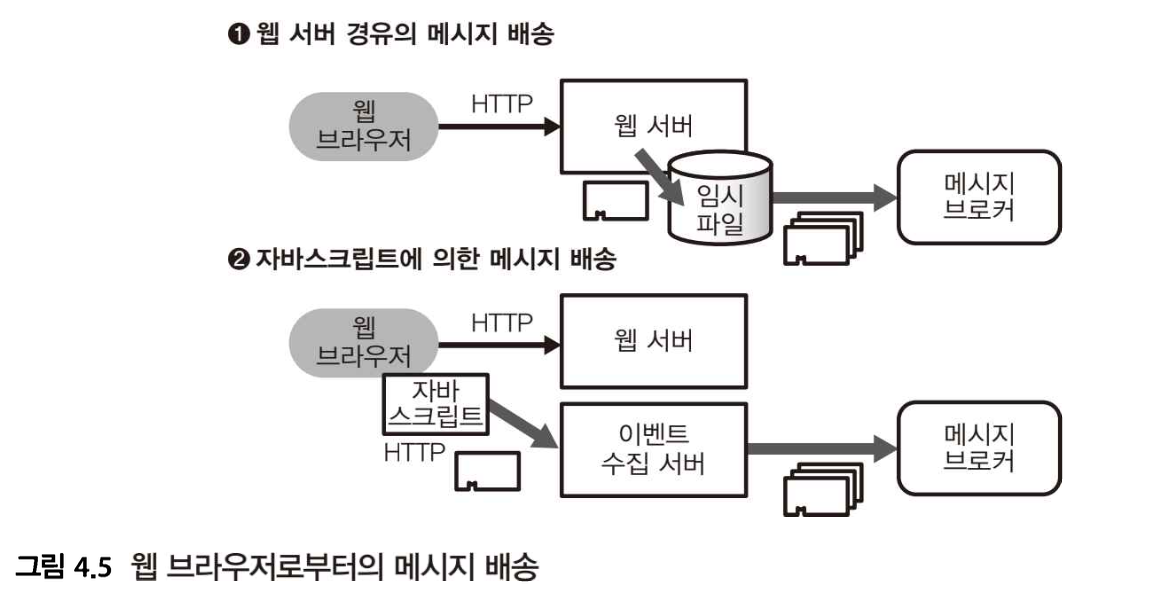 ❶ 웹 서버 경유의 메시지 배송
웹
브라우저
HTTP
웹 서버
임시
파일
메시지
브로커
❷ 자바스크립트에 의한 메시지 배송
웹
브라우저
HTTP
웹 서버
자바
스크립트
HTTP
이벤트
수집 서버
메시지
브로커
그림 4.5 웹 브라우저로부터의 메시지 배송